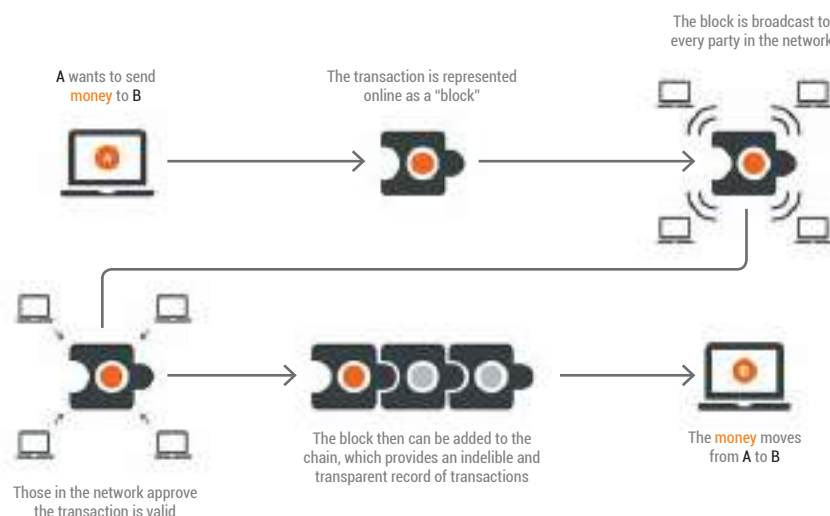 The block is broadcast to
every party in the network
A wants to send
money to B
The transaction is represented
online as a “block”
A
B
Those in the network approve
the transaction is valid
The block then can be added to the
chain, which provides an indelible and
transparent record of transactions
The money moves
from A to B